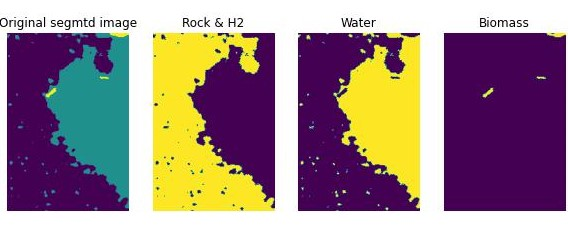 Original segmtd image
Rock & H2
Water
Biomass